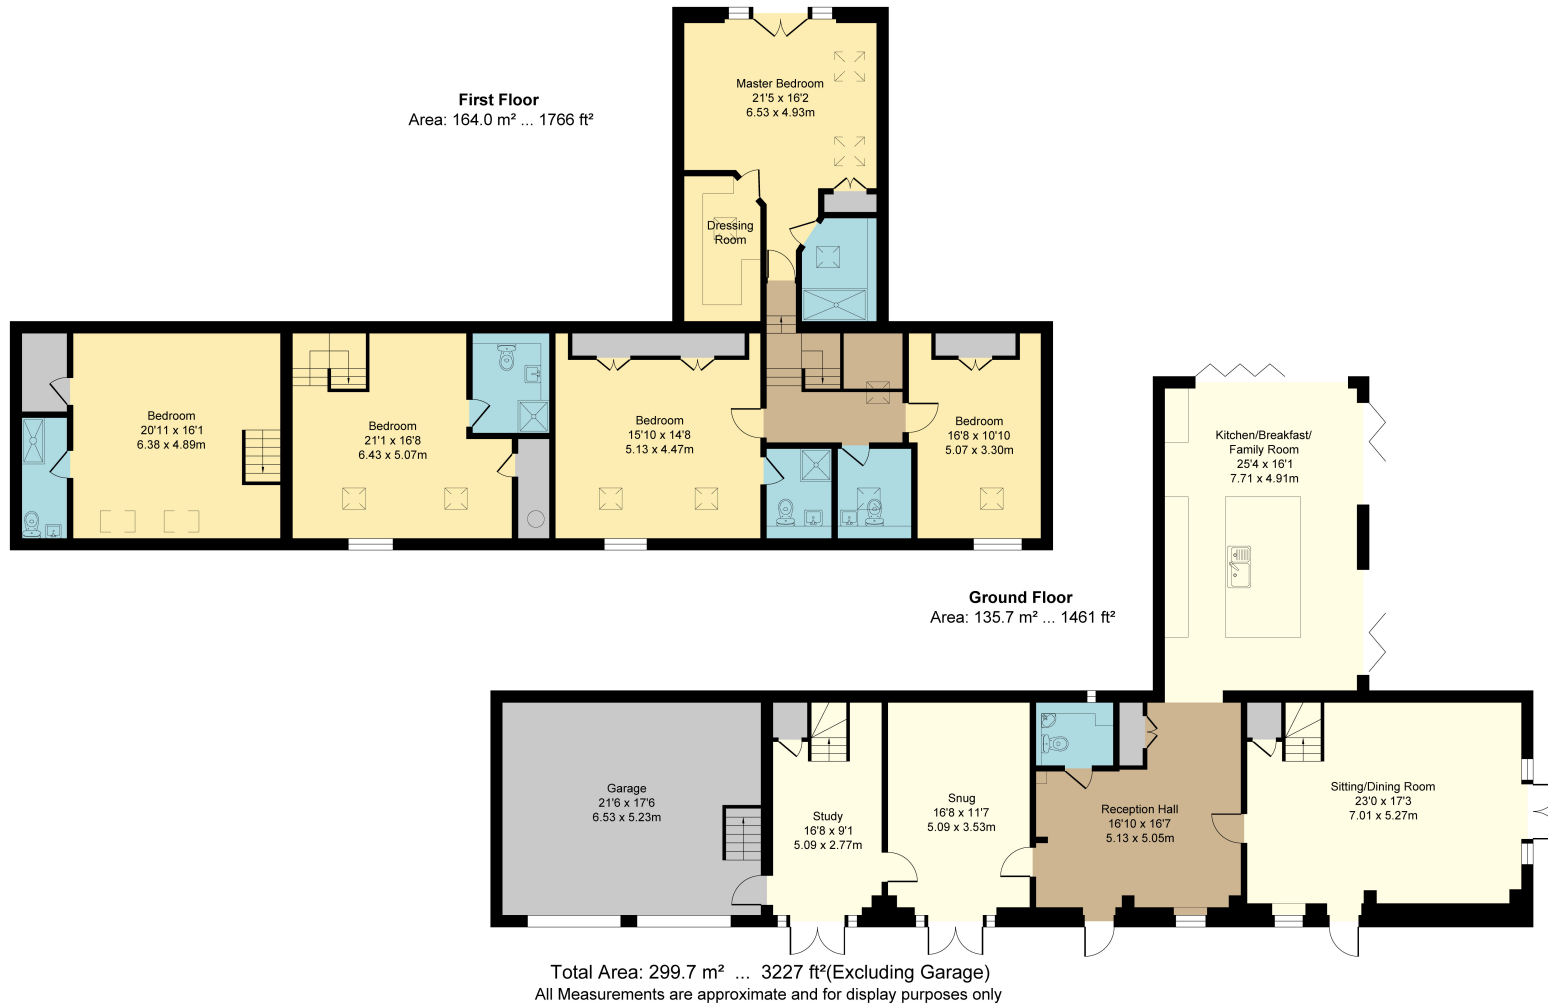 First Floor
Area: 164.0 m² ... 1766 ft²
Master Bedroom
21'5 x 16'2
6.53 x 4.93m
Dressing
Room
Bedroom
20'11 x 16'1
6.38 x 4.89m
Bedroom
21'1 x 16'8
6.43 x 5.07m
Bedroom
15'10 x 14'8
5.13 x 4.47m
Bedroom
16'8 x 10'10
5.07 x 3.30m
Ground Floor
Area: 135.7 m² ... 1461 ft²
Kitchen/Breakfast/
Family Room
25'4 x 16'1
7.71 x 4.91m
Garage
21'6 x 17'6
6.53 x 5.23m
Study
16'8 x 9'1
5.09 x 2.77m
Snug
16'8 x 11'7
5.09 x 3.53m
Reception Hall
16'10 x 16'7
5.13 x 5.05m
Sitting/Dining Room
23'0 x 17'3
7.01 x 5.27m
Total Area: 299.7 m² ... 3227 ft²(Excluding Garage)
All Measurements are approximate and for display purposes only